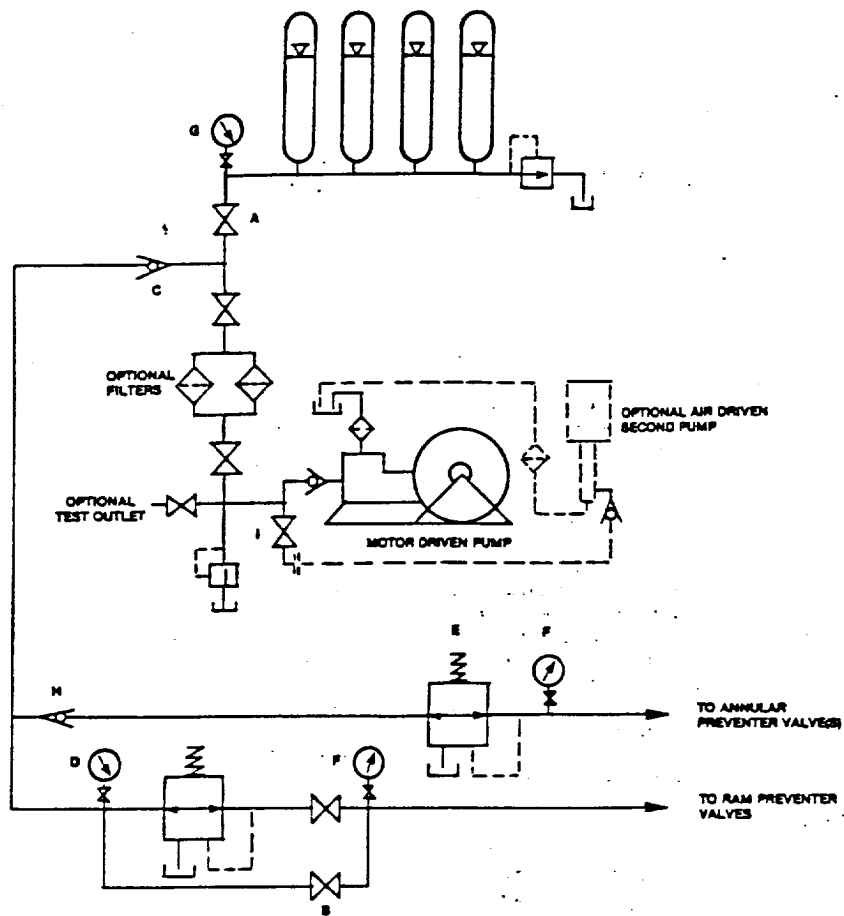 G
A
C
OPTIONAL
FILTERS
OPTIONAL AIR DRIVEN
SECOND PUMP
OPTIONAL
TEST OUTLET
I
MOTOR DRIVEN PUMP
E
F
H
TO ANNULAR
PREVENTER VALVE(S)
D
F
TO RAM PREVENTER
VALVES
B